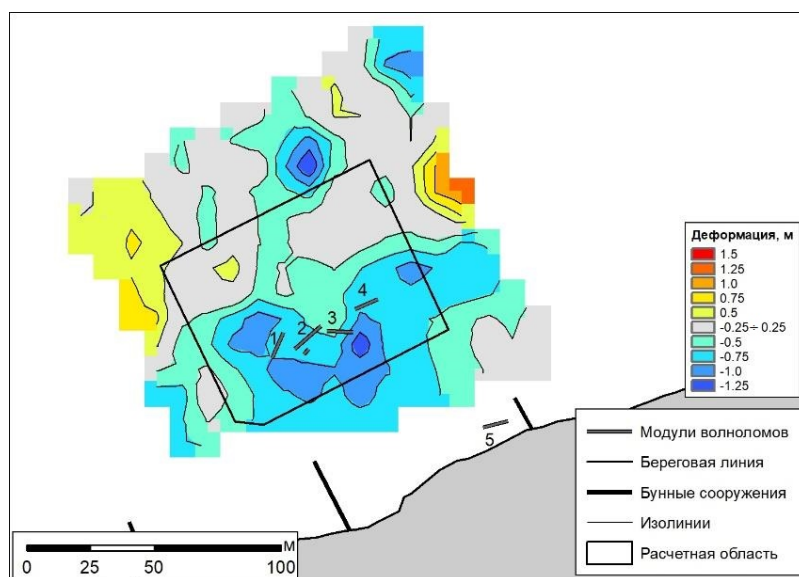 Деформация, м
1.5
1.25
1.0
0.75
0.5
-0.25÷ 0.25
-0.5
-0.75
-1.0
-1.25
4
3
2
1
5
Модули волноломов
Береговая линия
Бунные сооружения
Изолинии
Расчетная область
М
0 25 50 100